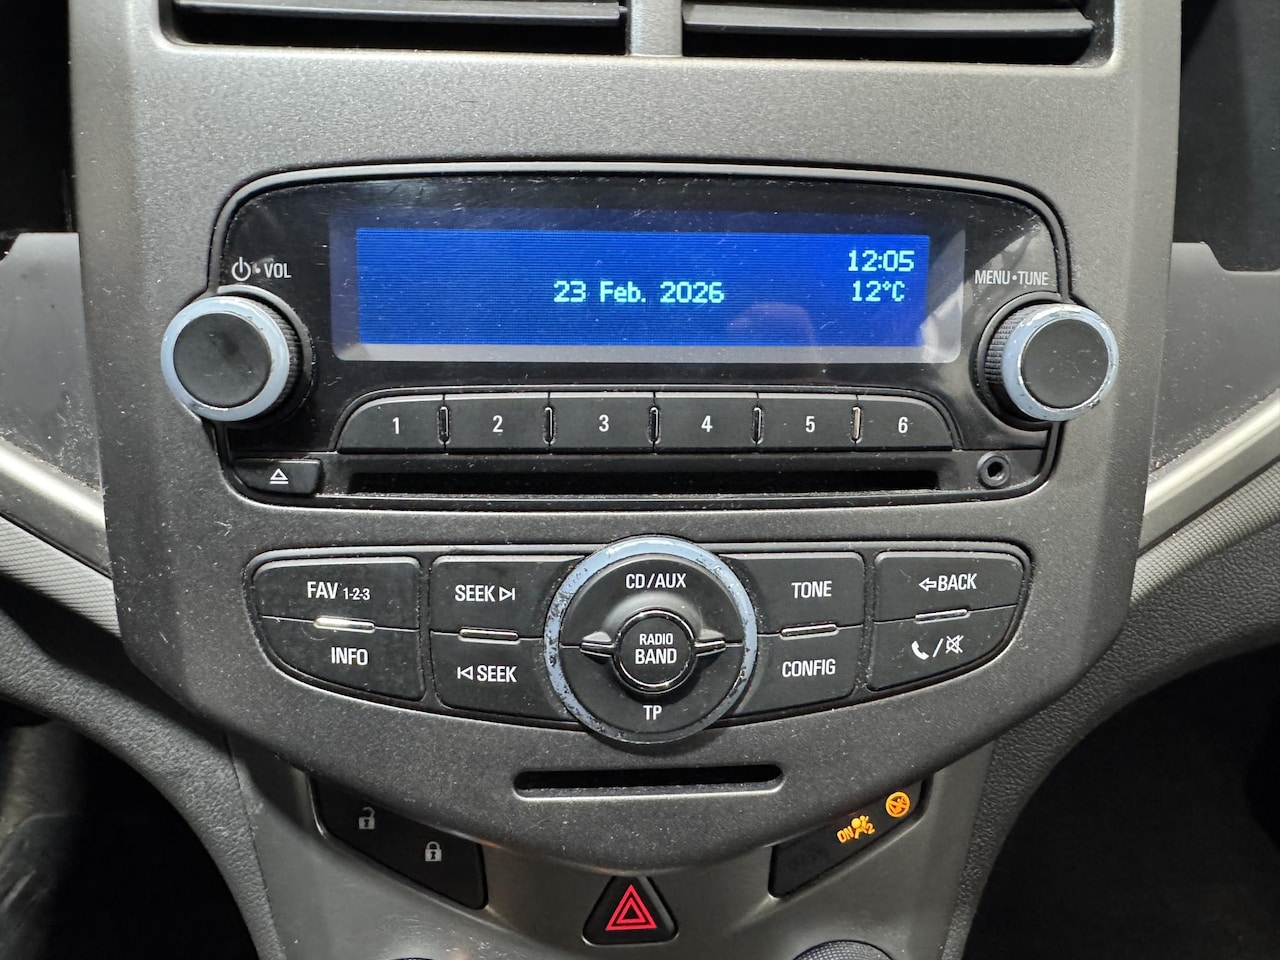 VOL
MENU•TUNE
12:05
23 Feb. 2026
12°C
1 2 3 4 5 6
FAV 1-2-3
SEEK
CD/AUX
TONE
BACK
INFO
SEEK
RADIO
BAND
CONFIG
TP
ON 2